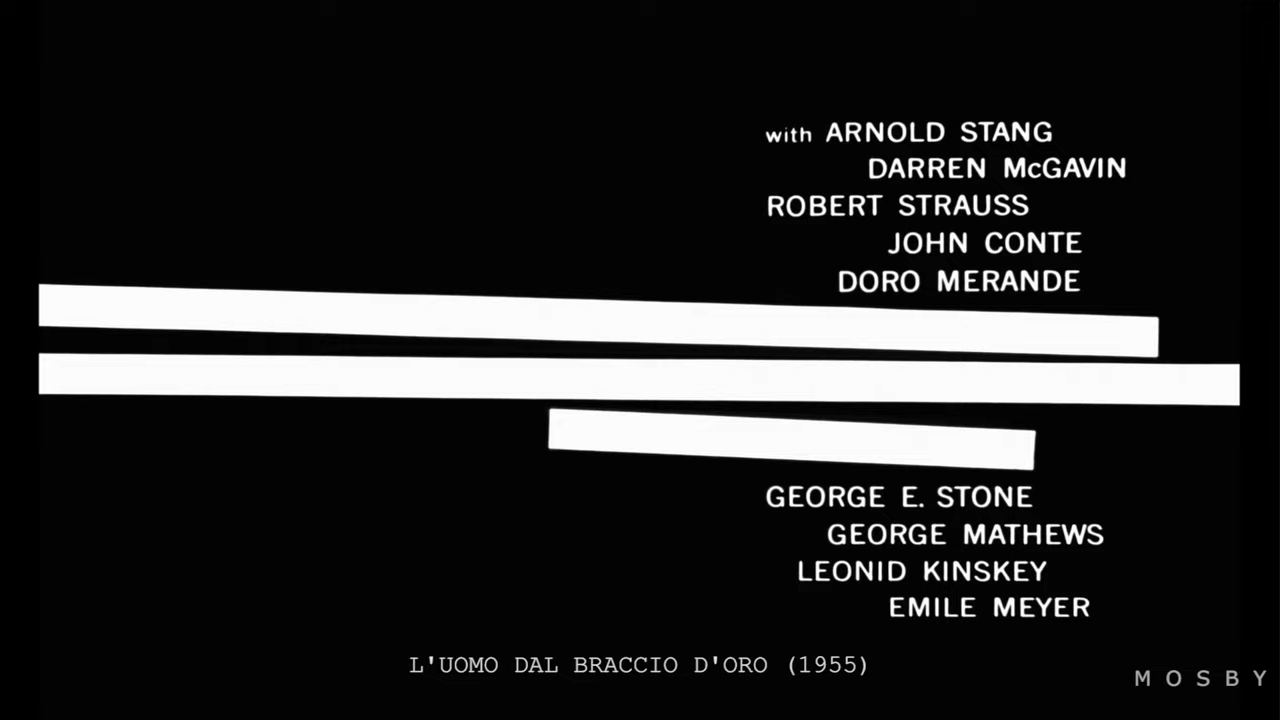 with ARNOLD STANG
DARREN McGAVIN
ROBERT STRAUSS
JOHN CONTE
DORO MERANDE
GEORGE E. STONE
GEORGE MATHEWS
LEONID KINSKEY
EMILE MEYER
L'UOMO DAL BRACCIO D'ORO (1955)
MOSBY